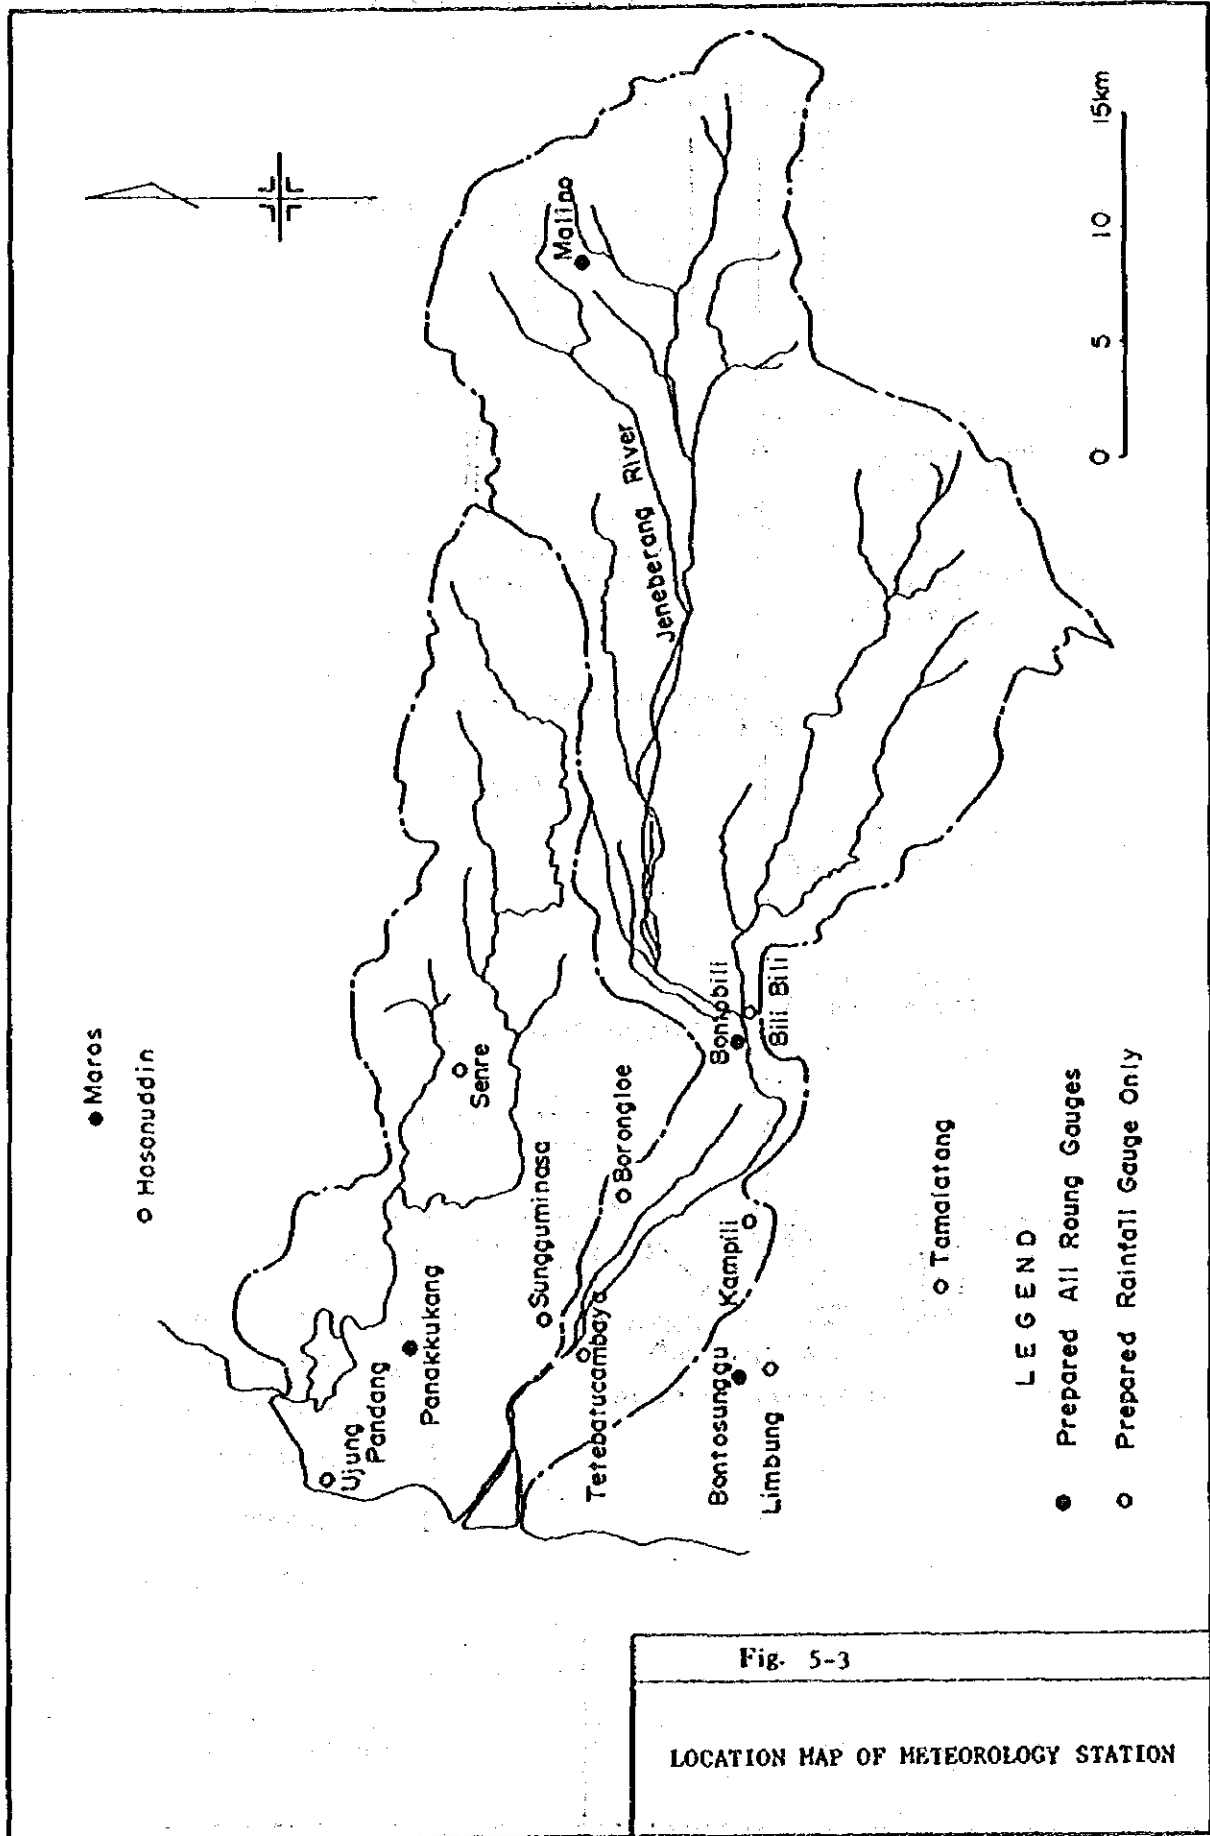 Maros
Hasanuddin
Ujung
Pandang
Panakkukang
Senre
Sungguminasa
Borongloe
Tetebatucambaya
Malino
Jeneberang River
Bontobili
Bili Bili
Kampili
Bontosunggu
Limbung
Tamalatang
0 5 10 15km
LEGEND
Prepared All Roung Gauges
Prepared Rainfall Gauge Only
Fig. 5-3
LOCATION MAP OF METEOROLOGY STATION